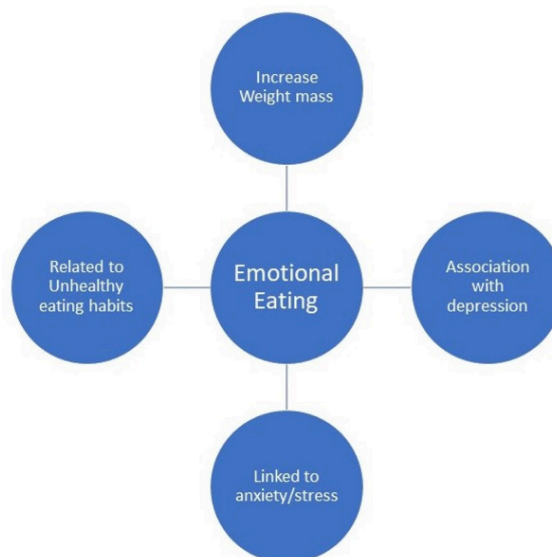 Increase
Weight mass
Related to
Unhealthy
eating habits
Emotional
Eating
Association
with
depression
Linked to
anxiety/stress